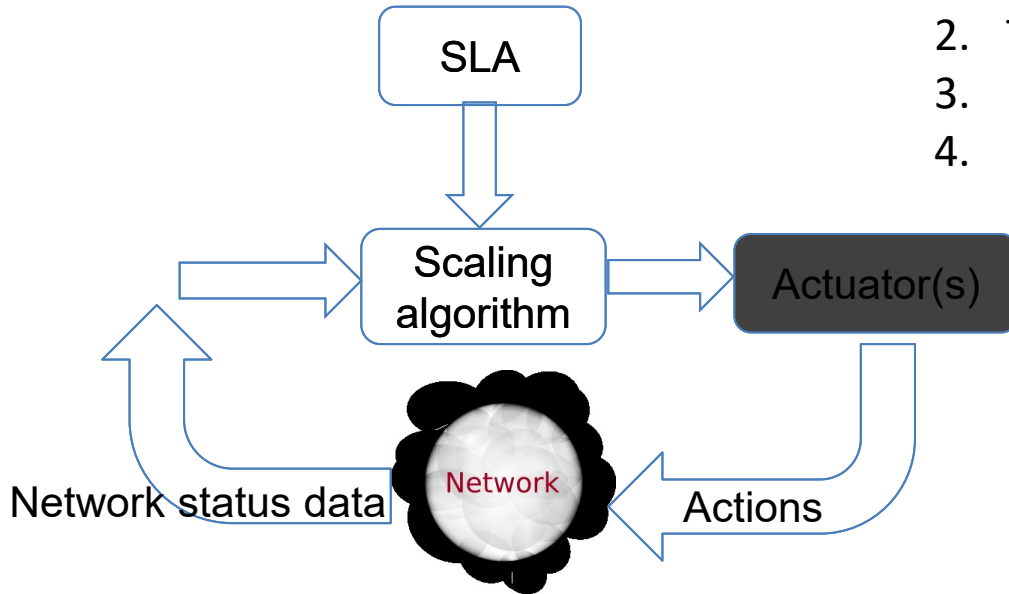 SLA
2.
3.
4.
Scaling
algorithm
Actuator(s)
Network
Network status data
Actions